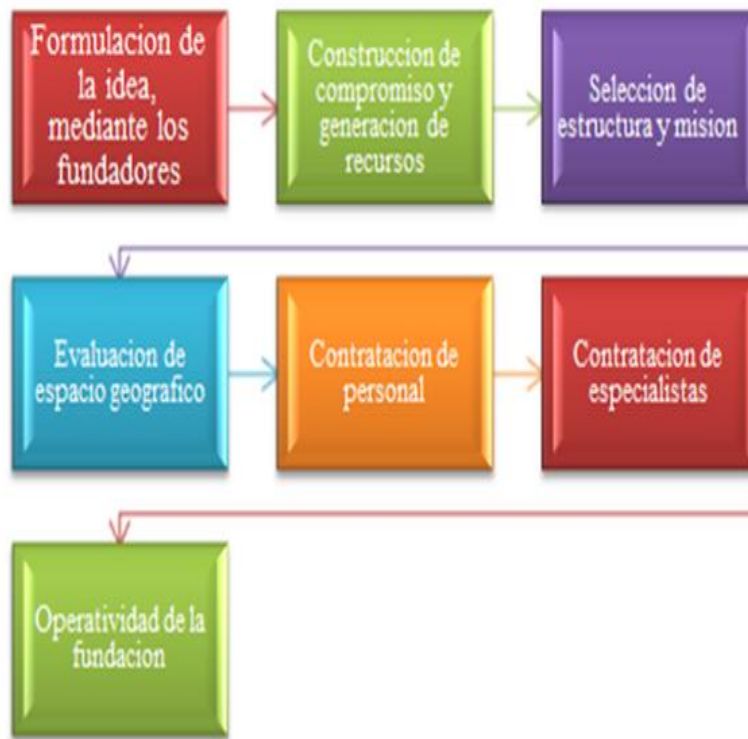 Formulacion de
la idea,
mediante los
fundadores
Construccion de
compromiso y
generacion de
recursos
Seleccion de
estructura y mision
Evaluacion de
espacio geografico
Contratacion de
personal
Contratacion de
especialistas
Operatividad de la
fundacion